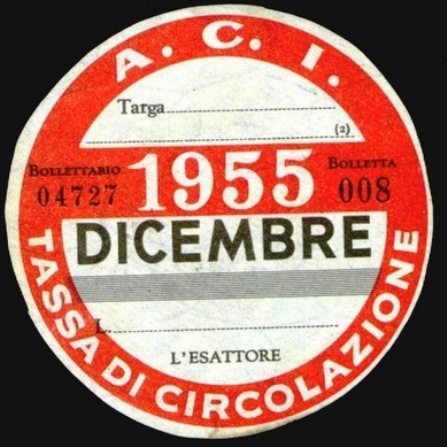 A. C. I.
Targa
(2)
1955
BOLLETTARIO
04727
BOLLETTA
008
DICEMBRE
L.
L'ESATTORE
TASSA DI CIRCOLAZIONE